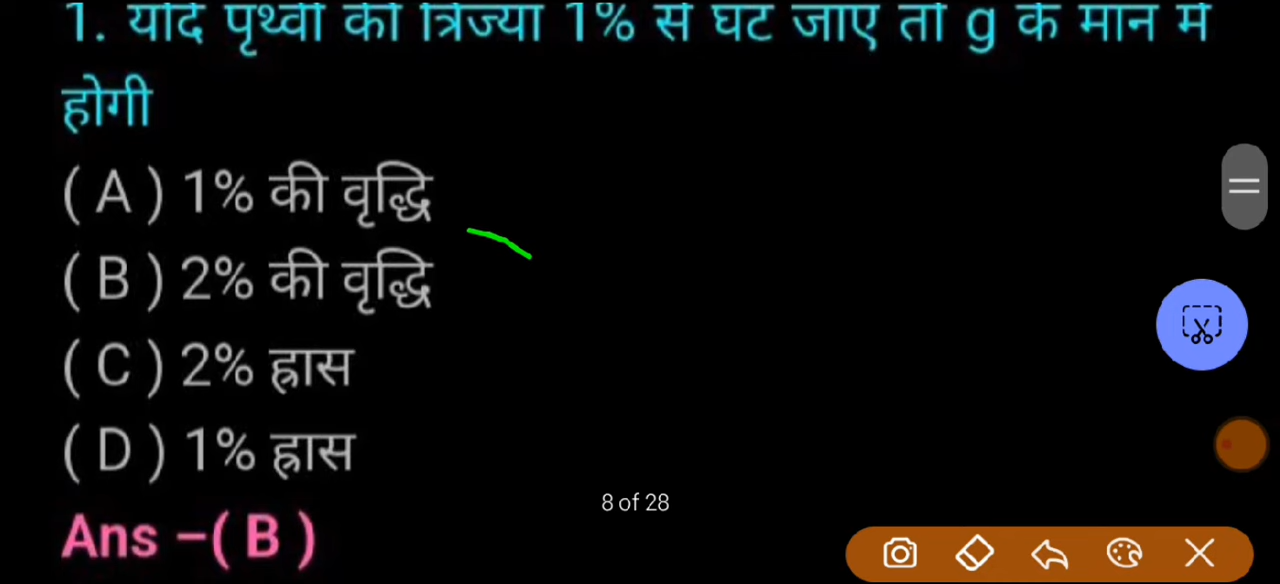 1. यदि पृथ्वी की त्रिज्या 1% से घट जाए तो g के मान में
होगी
( A ) 1% की वृद्धि
( B ) 2% की वृद्धि
( C ) 2% ह्रास
( D ) 1% ह्रास
8 of 28
Ans –( B )